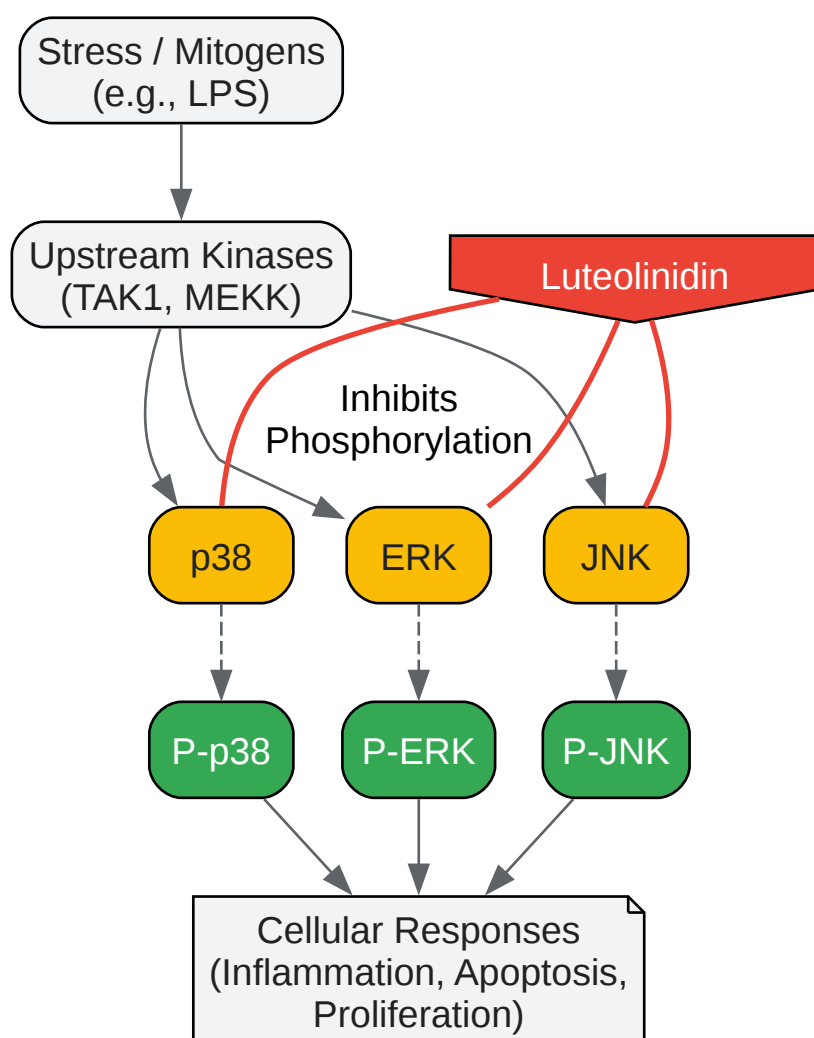 Stress / Mitogens
(e.g., LPS)
Upstream Kinases
(TAK1, MEKK)
Luteolinidin
Inhibits
Phosphorylation
p38
ERK
JNK
P-p38
P-ERK
P-JNK
Cellular Responses
(Inflammation, Apoptosis,
Proliferation)